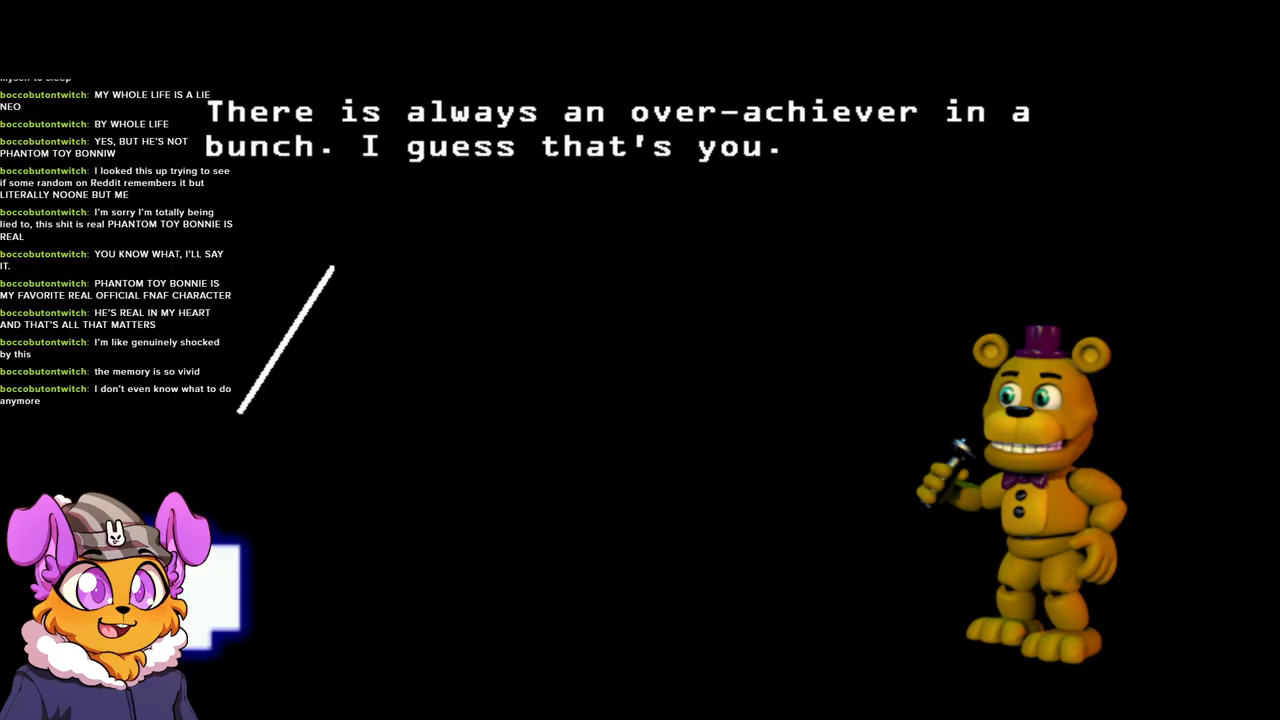 myself to sleep
boccobutontwitch: MY WHOLE LIFE IS A LIE
NEO
boccobutontwitch: BY WHOLE LIFE
boccobutontwitch: YES, BUT HE'S NOT
PHANTOM TOY BONNIW
boccobutontwitch: I looked this up trying to see
if some random on Reddit remembers it but
LITERALLY NOONE BUT ME
boccobutontwitch: I'm sorry I'm totally being
lied to, this shit is real PHANTOM TOY BONNIE IS
REAL
boccobutontwitch: YOU KNOW WHAT, I'LL SAY
IT.
boccobutontwitch: PHANTOM TOY BONNIE IS
MY FAVORITE REAL OFFICIAL FNAF CHARACTER
boccobutontwitch: HE'S REAL IN MY HEART
AND THAT'S ALL THAT MATTERS
boccobutontwitch: I'm like genuinely shocked
by this
boccobutontwitch: the memory is so vivid
boccobutontwitch: I don't even know what to do
anymore
There is always an over-achiever in a
bunch. I guess that's you.